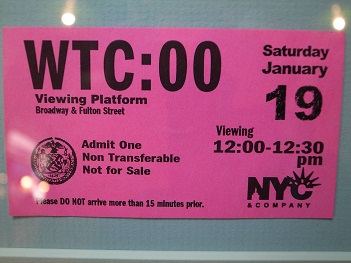 WTC:00
Viewing Platform
Broadway & Fulton Street
Saturday
January
19
Admit One
Non Transferable
Not for Sale
Viewing
12:00-12:30
pm
NYC
& COMPANY
Please DO NOT arrive more than 15 minutes prior.